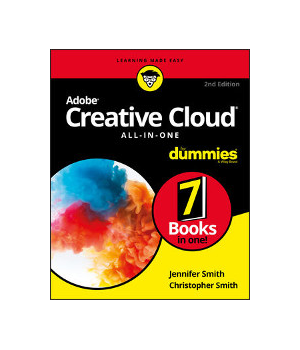 LEARNING MADE EASY
2nd Edition
Adobe®
Creative Cloud®
ALL-IN-ONE
for
dummies®
A Wiley Brand
7
Books
in one!
Jennifer Smith
Christopher Smith